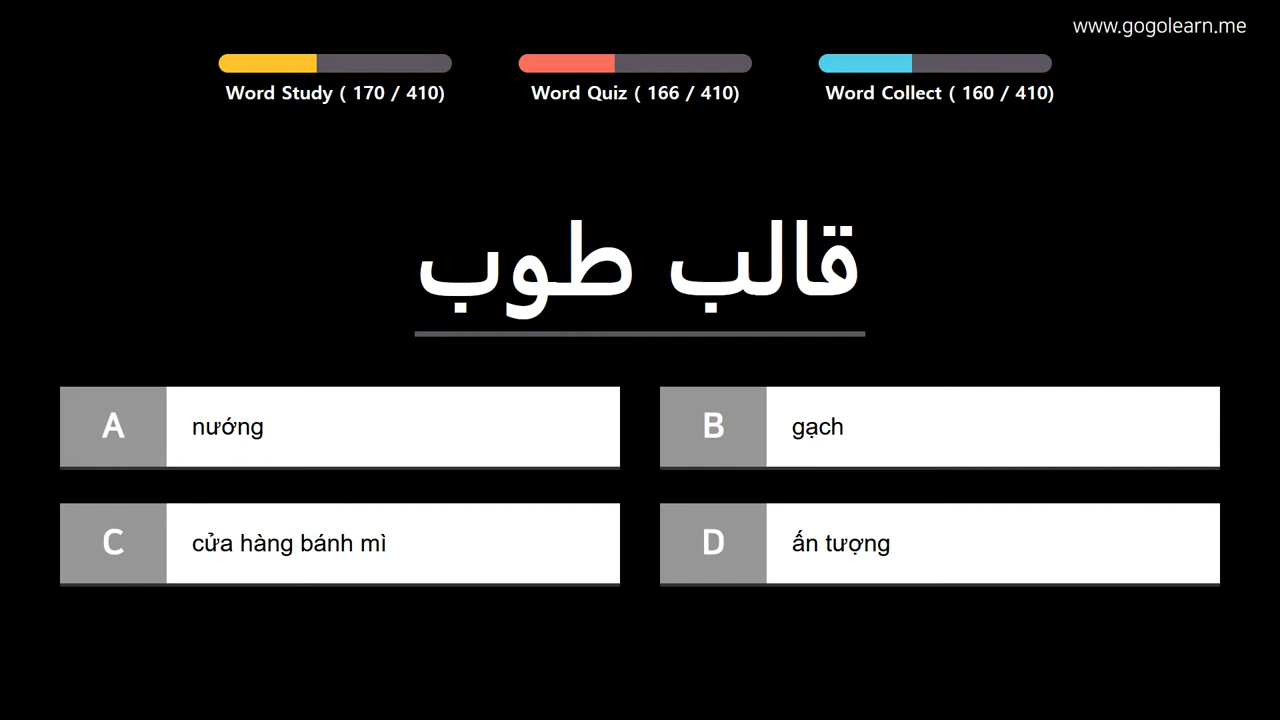 www.gogolearn.me
Word Study ( 170 / 410)
Word Quiz ( 166 / 410)
Word Collect ( 160 / 410)
قالب طوب
A nướng
B gạch
C cửa hàng bánh mì
D ấn tượng